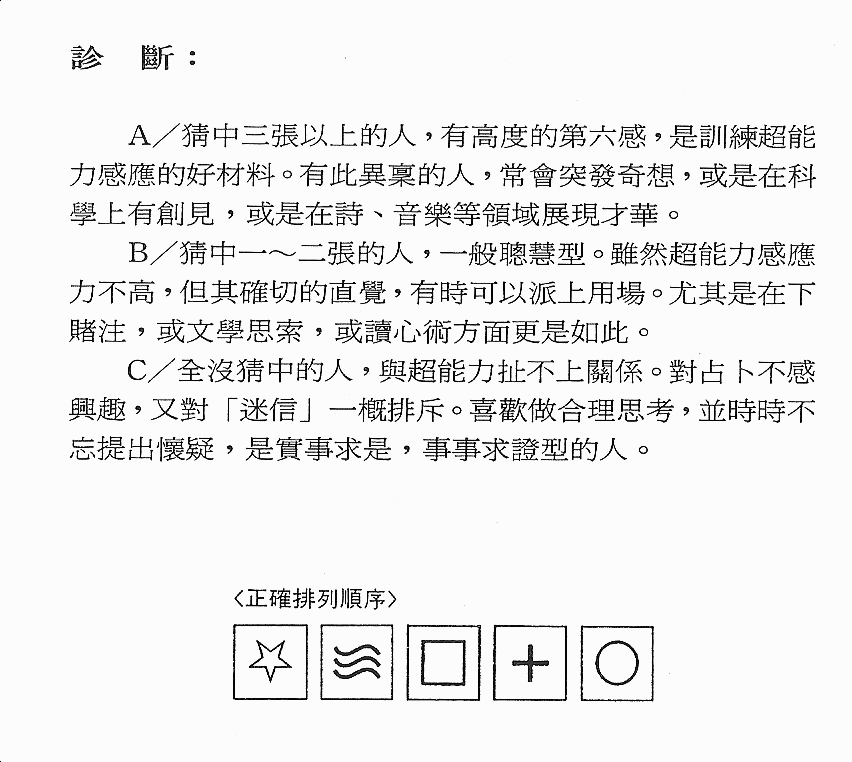 診　斷：
A／猜中三張以上的人，有高度的第六感，是訓練超能
力感應的好材料。有此異稟的人，常會突發奇想，或是在科
學上有創見，或是在詩、音樂等領域展現才華。
B／猜中一～二張的人，一般聰慧型。雖然超能力感應
力不高，但其確切的直覺，有時可以派上用場。尤其是在下
賭注，或文學思索，或讀心術方面更是如此。
C／全沒猜中的人，與超能力扯不上關係。對占卜不感
興趣，又對「迷信」一概排斥。喜歡做合理思考，並時時不
忘提出懷疑，是實事求是，事事求證型的人。
〈正確排列順序〉